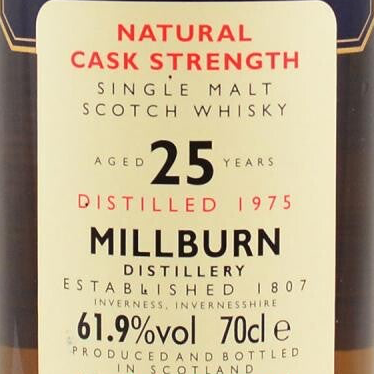 NATURAL
CASK STRENGTH
SINGLE MALT
SCOTCH WHISKY
AGED 25 YEARS
DISTILLED 1975
MILLBURN
DISTILLERY
ESTABLISHED 1807
INVERNESS, INVERNESSHIRE
61.9%vol 70cl e
PRODUCED AND BOTTLED
IN SCOTLAND